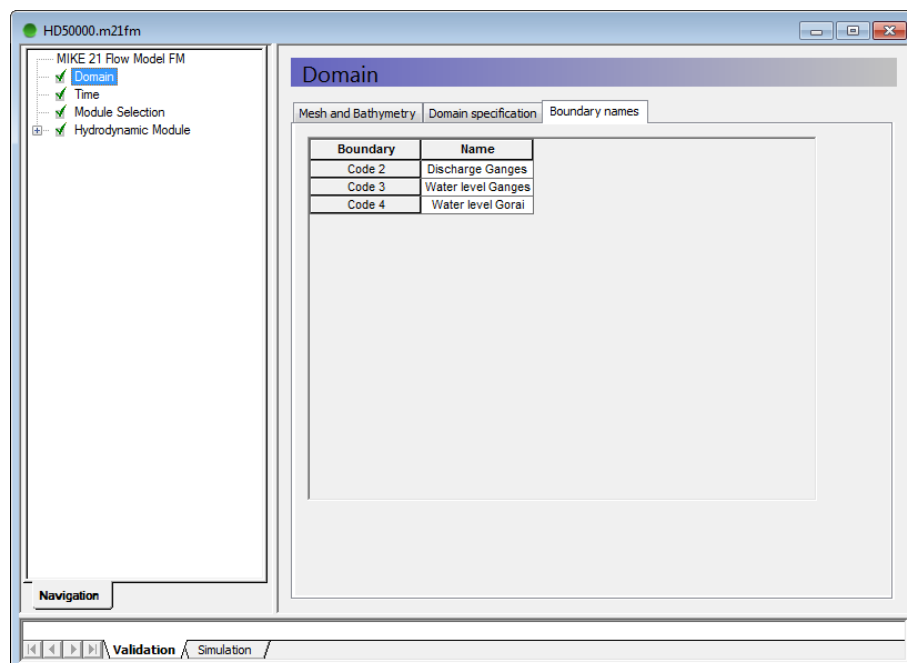 HD50000.m21fm
MIKE 21 Flow Model FM
Domain
Time
Module Selection
Hydrodynamic Module
Navigation
Domain
Mesh and Bathymetry Domain specification Boundary names
Boundary Name
Code 2 Discharge Ganges
Code 3 Water level Ganges
Code 4 Water level Gorai
Validation Simulation